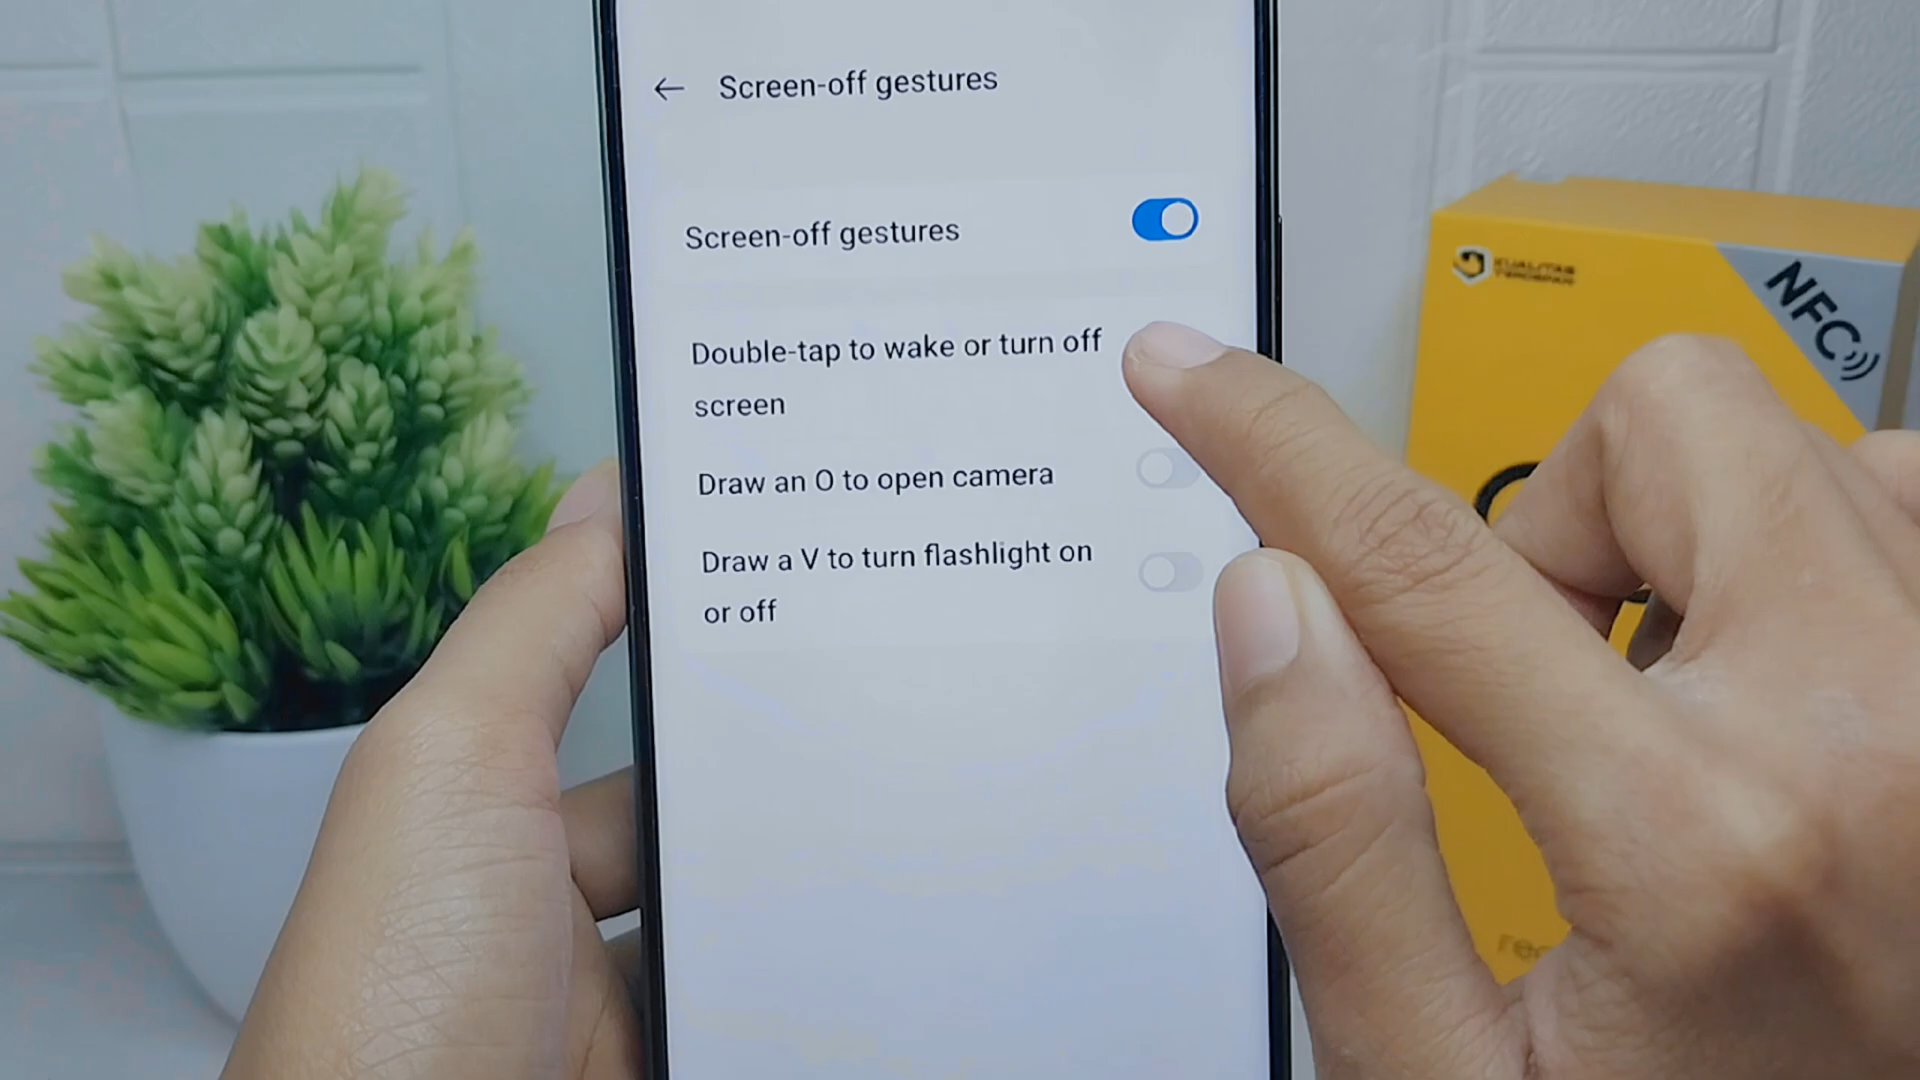 Screen-off gestures
Screen-off gestures
Double-tap to wake or turn off
screen
Draw an O to open camera
Draw a V to turn flashlight on
or off
KUALITAS
NFC